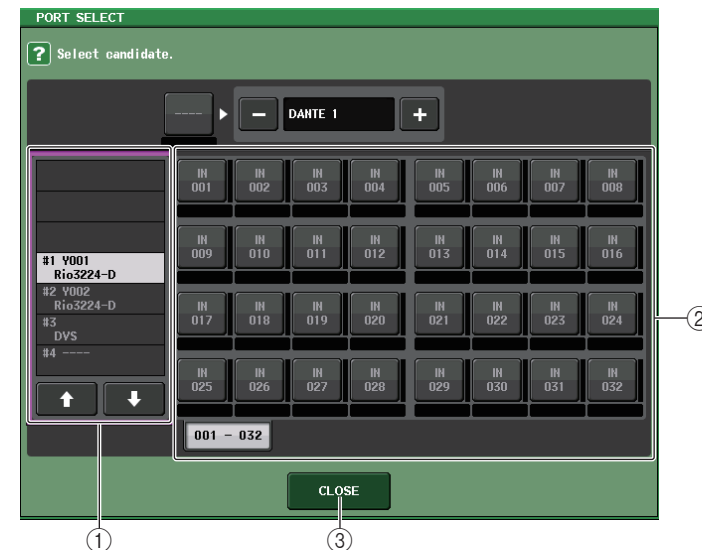 PORT SELECT
? Select candidate.
---- − DANTE 1 +
#1 Y001
Rio3224-D
#2 Y002
Rio3224-D
#3
DVS
#4 ----
IN 001 IN 002 IN 003 IN 004 IN 005 IN 006 IN 007 IN 008
IN 009 IN 010 IN 011 IN 012 IN 013 IN 014 IN 015 IN 016
IN 017 IN 018 IN 019 IN 020 IN 021 IN 022 IN 023 IN 024
IN 025 IN 026 IN 027 IN 028 IN 029 IN 030 IN 031 IN 032
001 - 032
CLOSE
①
②
③